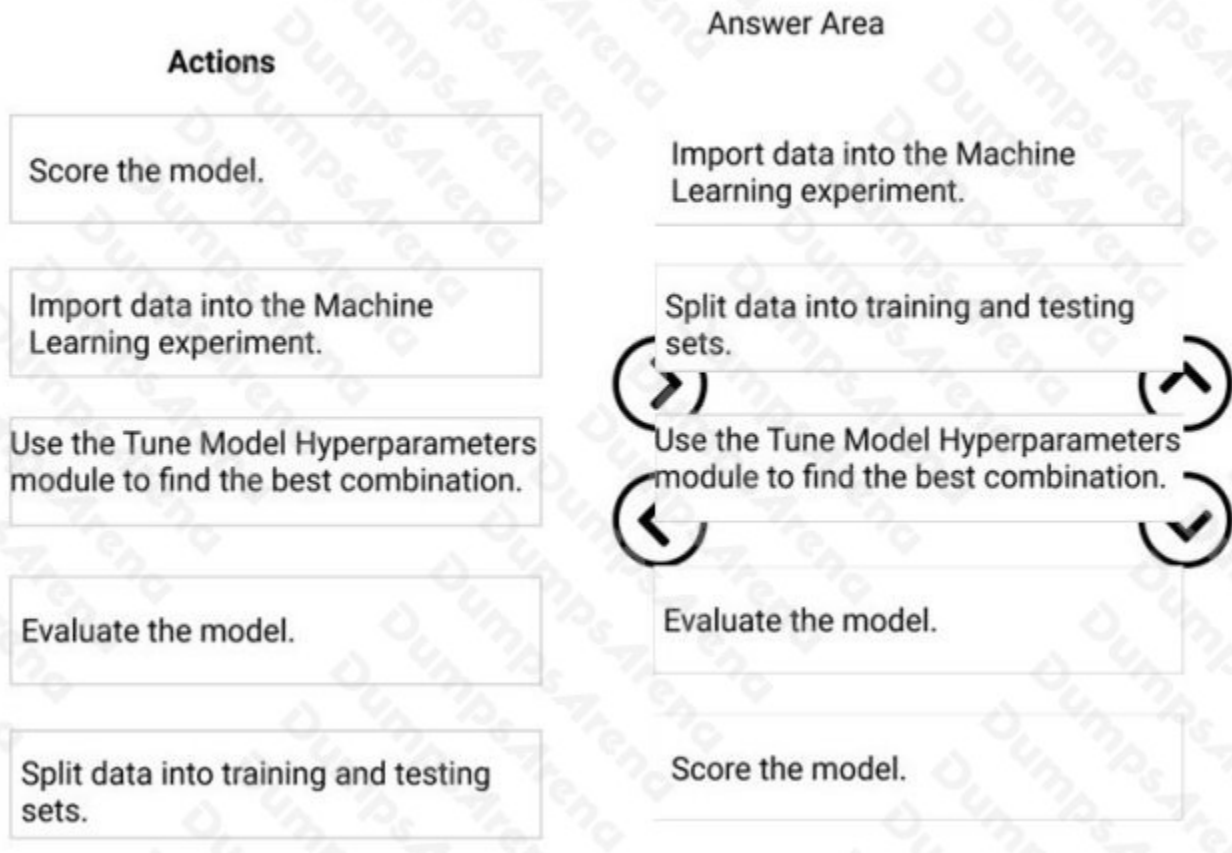 Answer Area
Actions
Score the model.
Import data into the Machine
Learning experiment.
Use the Tune Model Hyperparameters
module to find the best combination.
Evaluate the model.
Split data into training and testing
sets.
Import data into the Machine
Learning experiment.
Split data into training and testing
sets.
Use the Tune Model Hyperparameters
module to find the best combination.
Evaluate the model.
Score the model.
DumpsArena